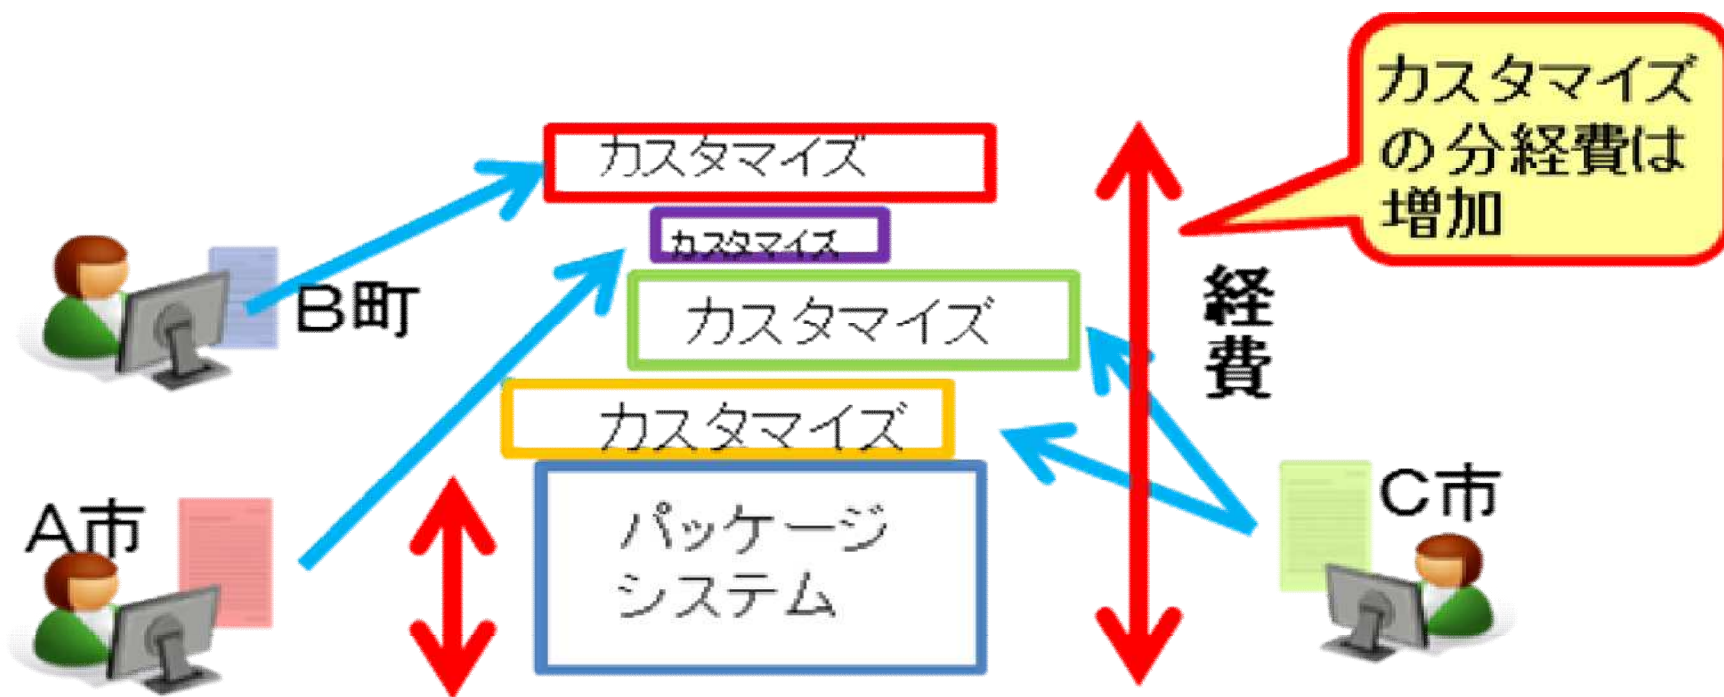 カスタマイズ
の分経費は
増加
カスタマイズ
カスタマイズ
B町
カスタマイズ
経費
カスタマイズ
A市
パッケージ
システム
C市